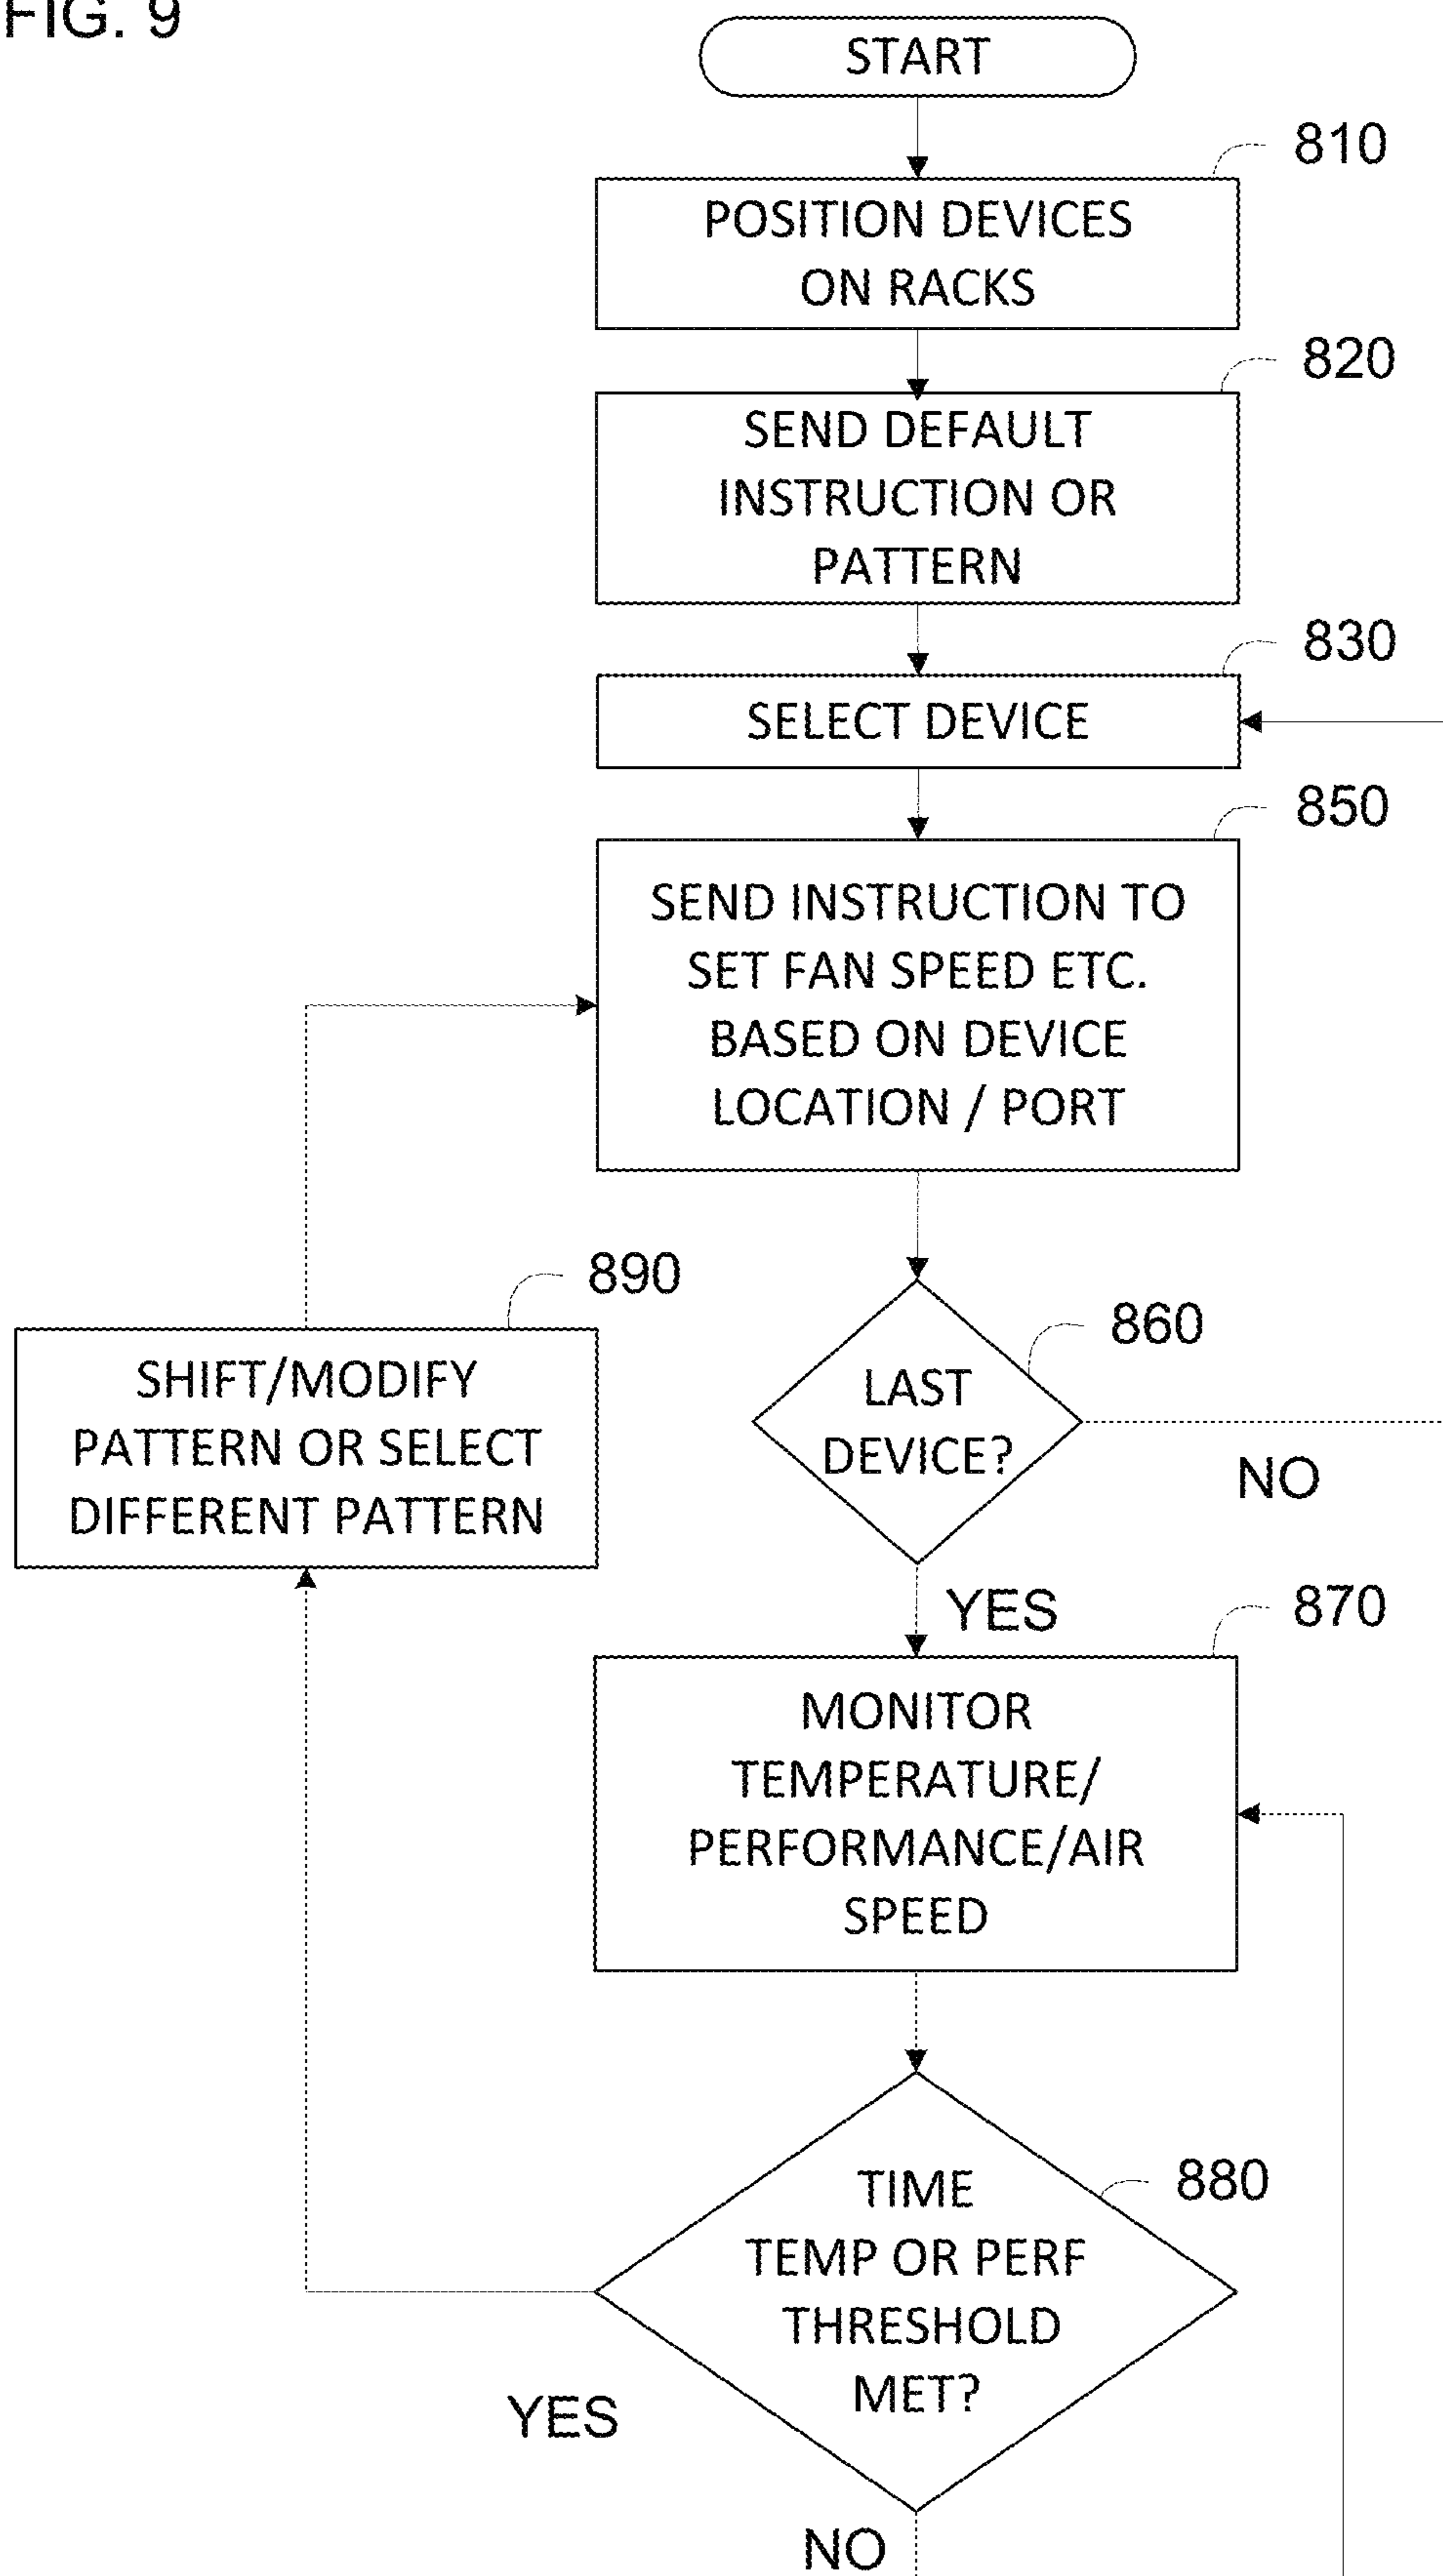 FIG. 9
START
810
POSITION DEVICES
ON RACKS
820
SEND DEFAULT
INSTRUCTION OR
PATTERN
830
SELECT DEVICE
850
SEND INSTRUCTION TO
SET FAN SPEED ETC.
BASED ON DEVICE
LOCATION / PORT
890
SHIFT/MODIFY
PATTERN OR SELECT
DIFFERENT PATTERN
860
LAST
DEVICE?
NO
YES
870
MONITOR
TEMPERATURE/
PERFORMANCE/AIR
SPEED
880
TIME
TEMP OR PERF
THRESHOLD
MET?
YES
NO